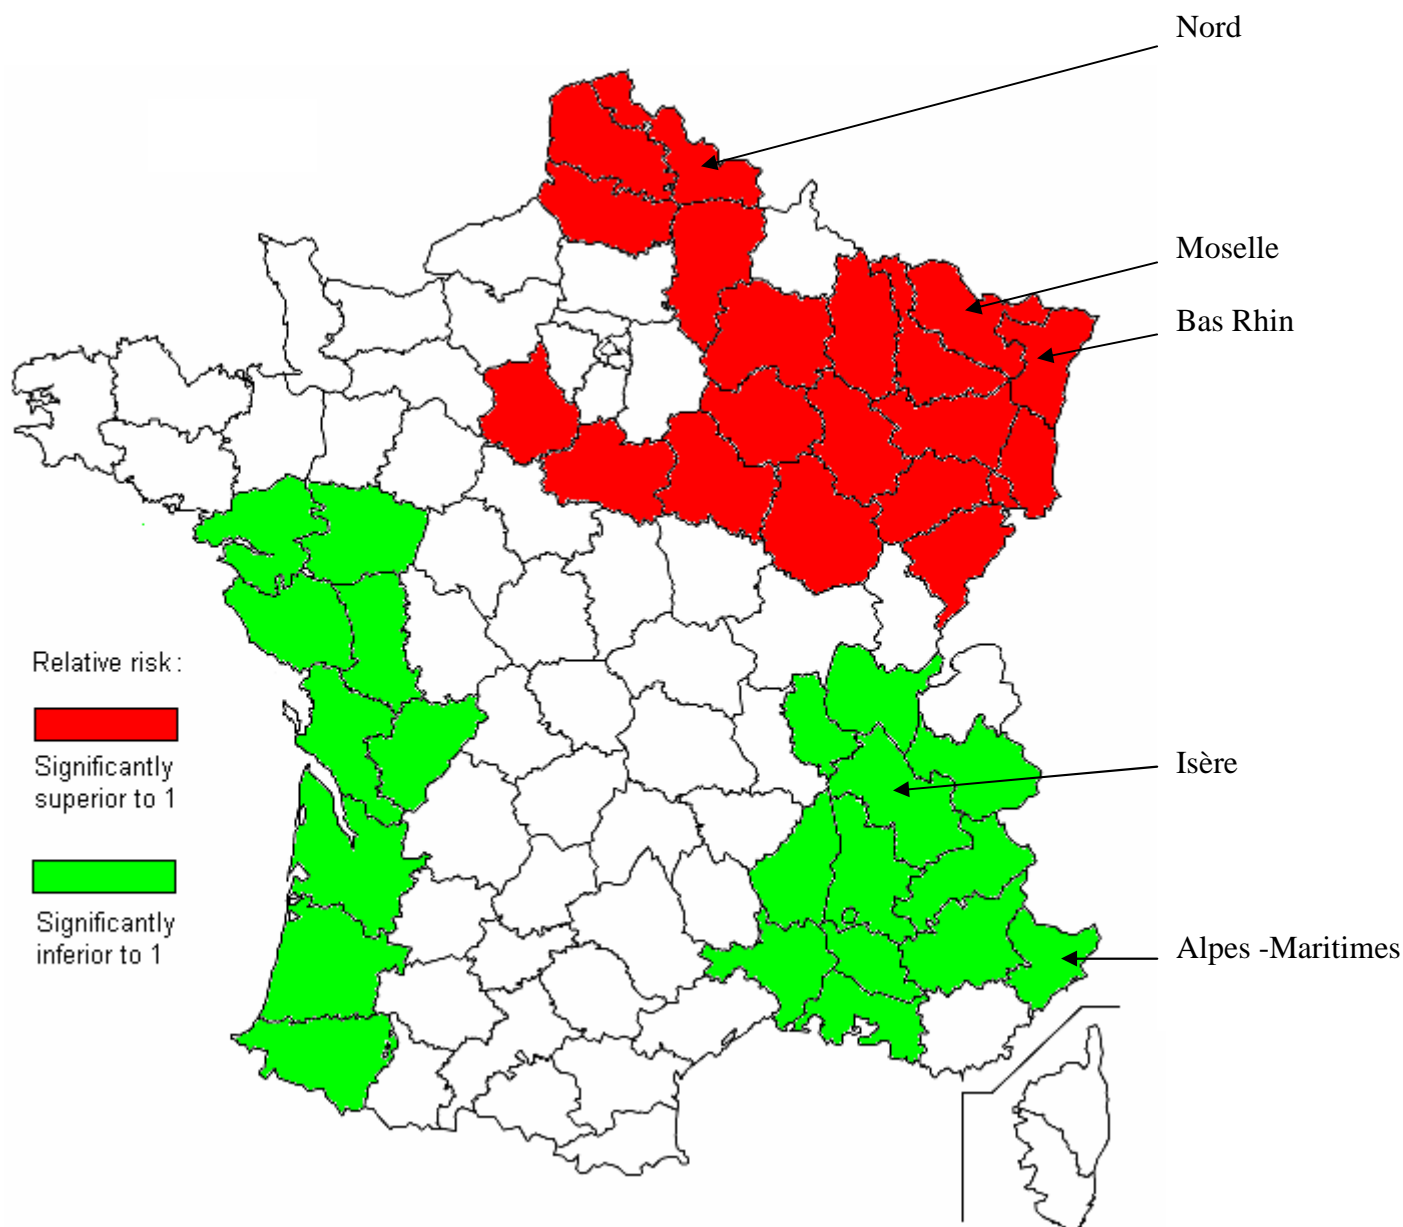 Nord
Moselle
Bas Rhin
Relative risk :
Significantly
superior to 1
Isère
Significantly
inferior to 1
Alpes -Maritimes